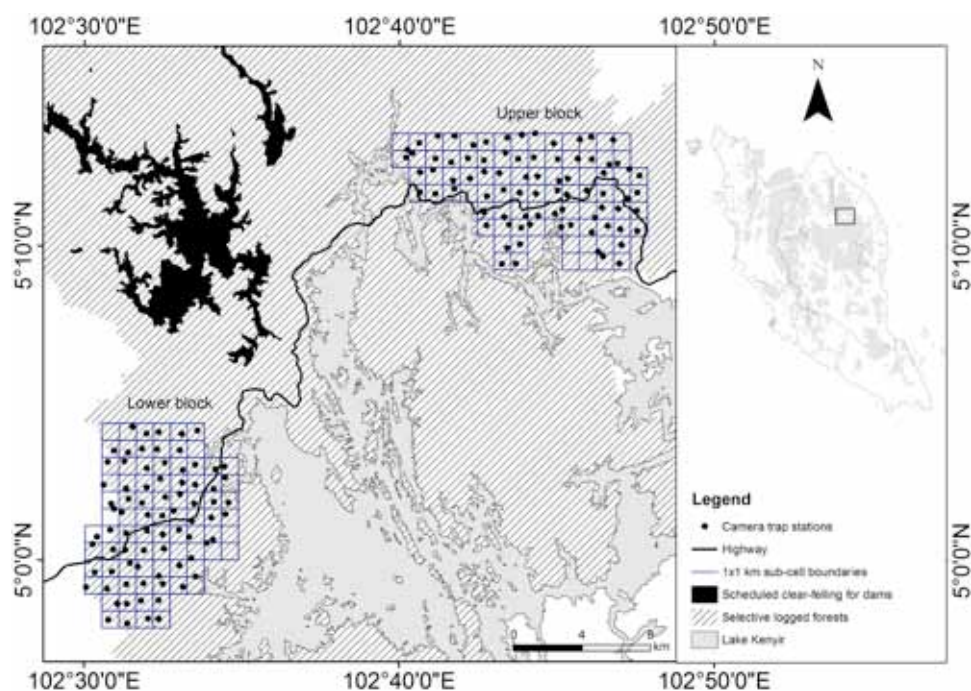 102°30'0"E 102°40'0"E 102°50'0"E
N
Upper block
5°10'0"N 5°10'0"N
Lower block
Legend
Camera trap stations
Highway
1x1 km sub-cell boundaries
5°0'0"N 5°0'0"N
Scheduled clear-felling for dams
Selective logged forests
0 4 8
km
Lake Kenyir
102°30'0"E 102°40'0"E 102°50'0"E